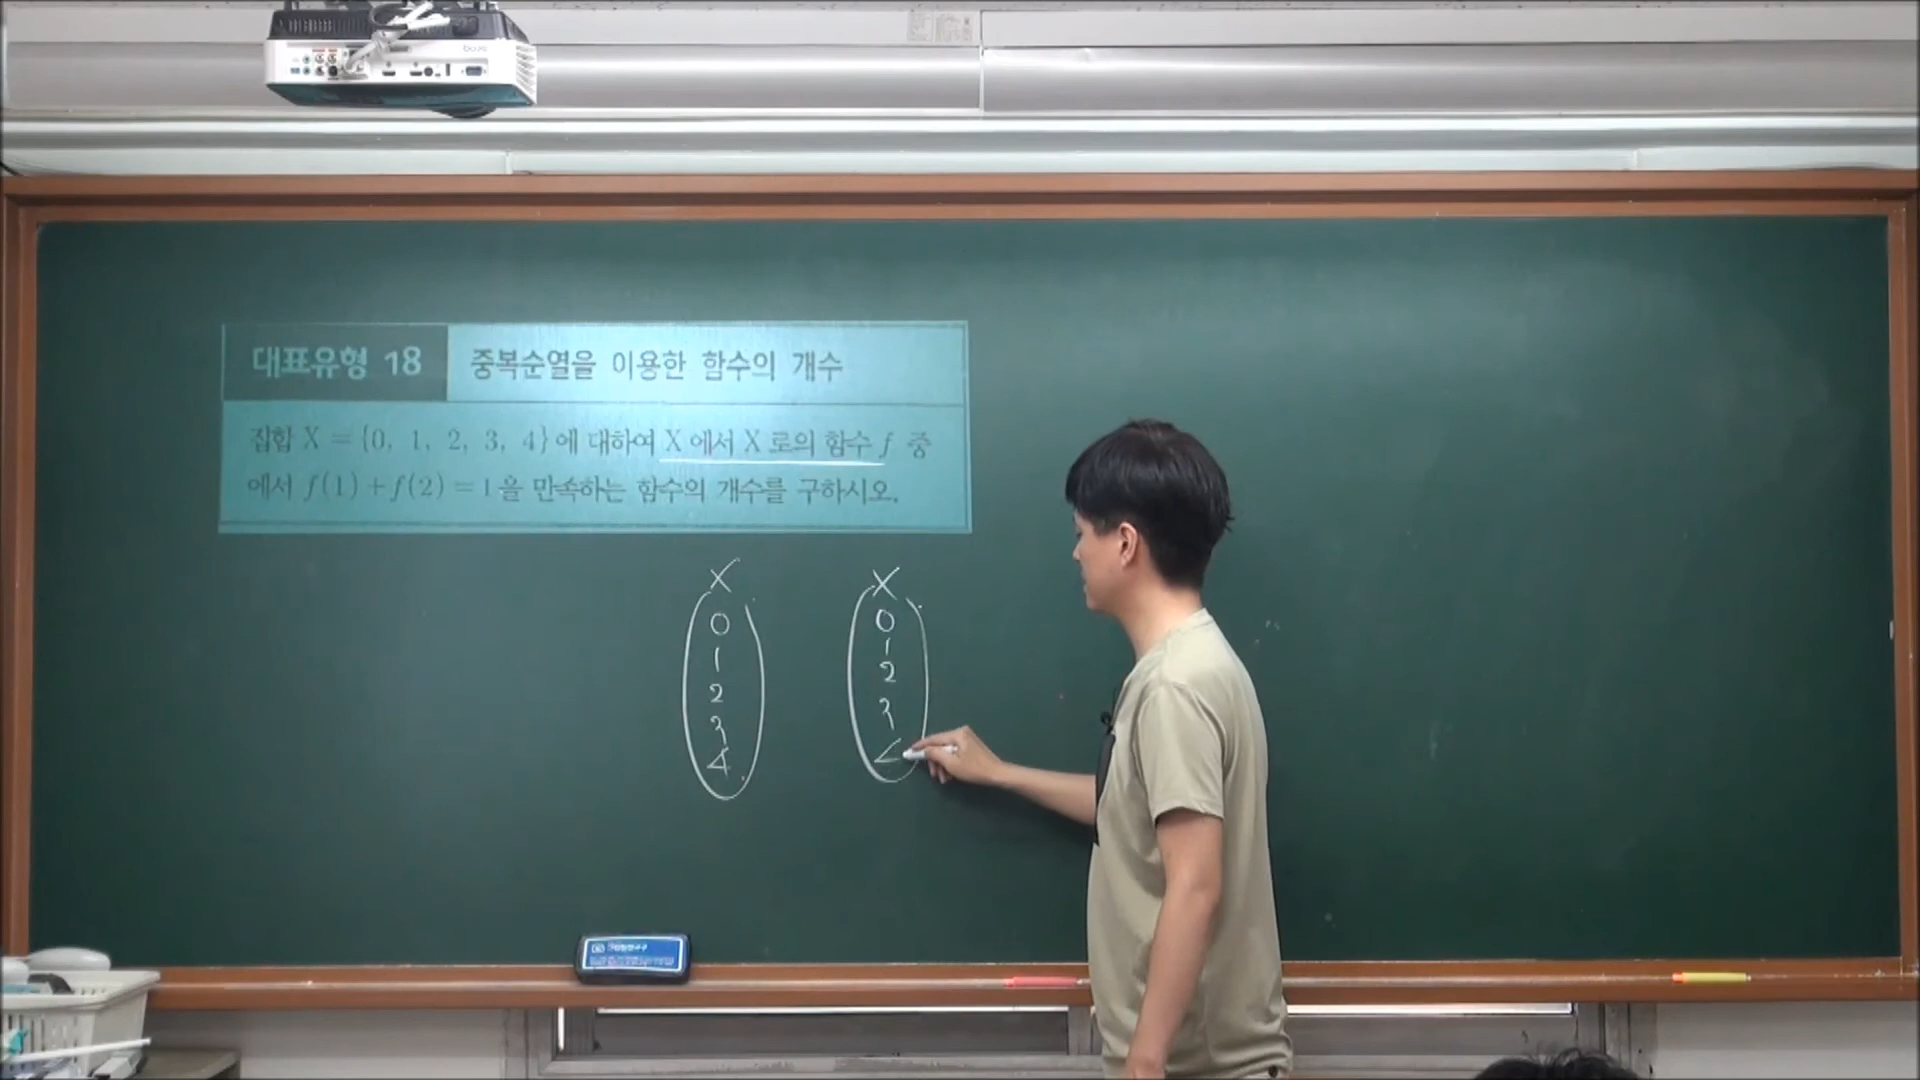 대표유형 18
중복순열을 이용한 함수의 개수
집합 X = {0, 1, 2, 3, 4}에 대하여 X 에서 X 로의 함수 f 중
에서 f(1)+f(2)=1을 만족하는 함수의 개수를 구하시오.
X X
0 0
1 1
2 2
3 3
4